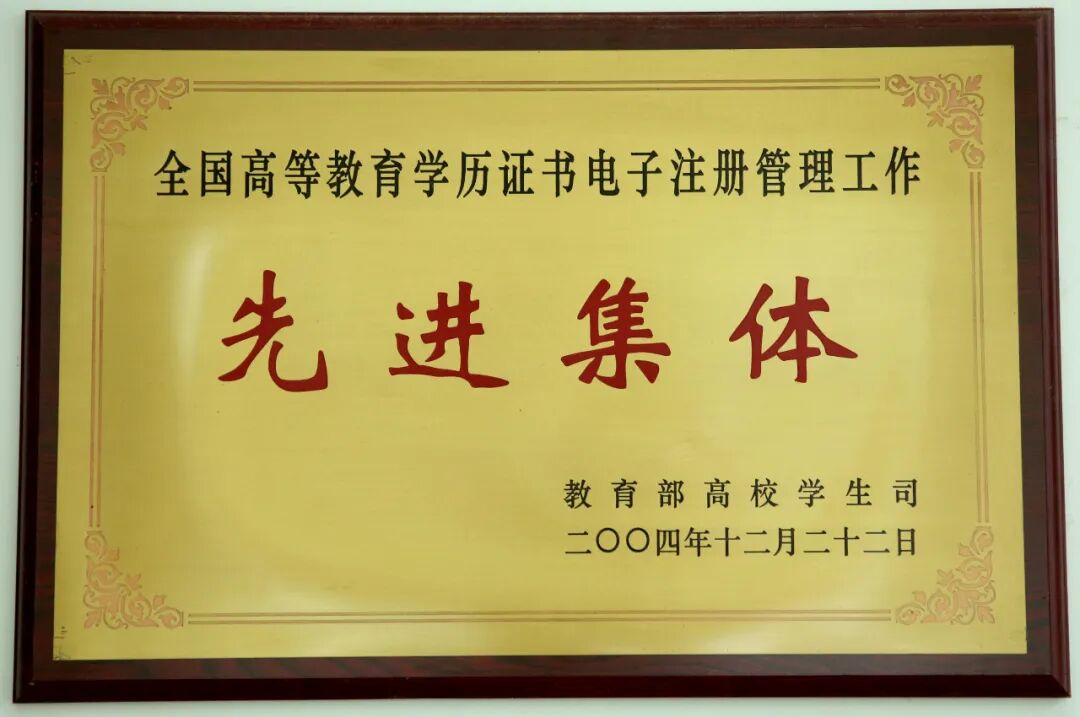 全国高等教育学历证书电子注册管理工作
先进集体
教育部高校学生司
二〇〇四年十二月二十二日